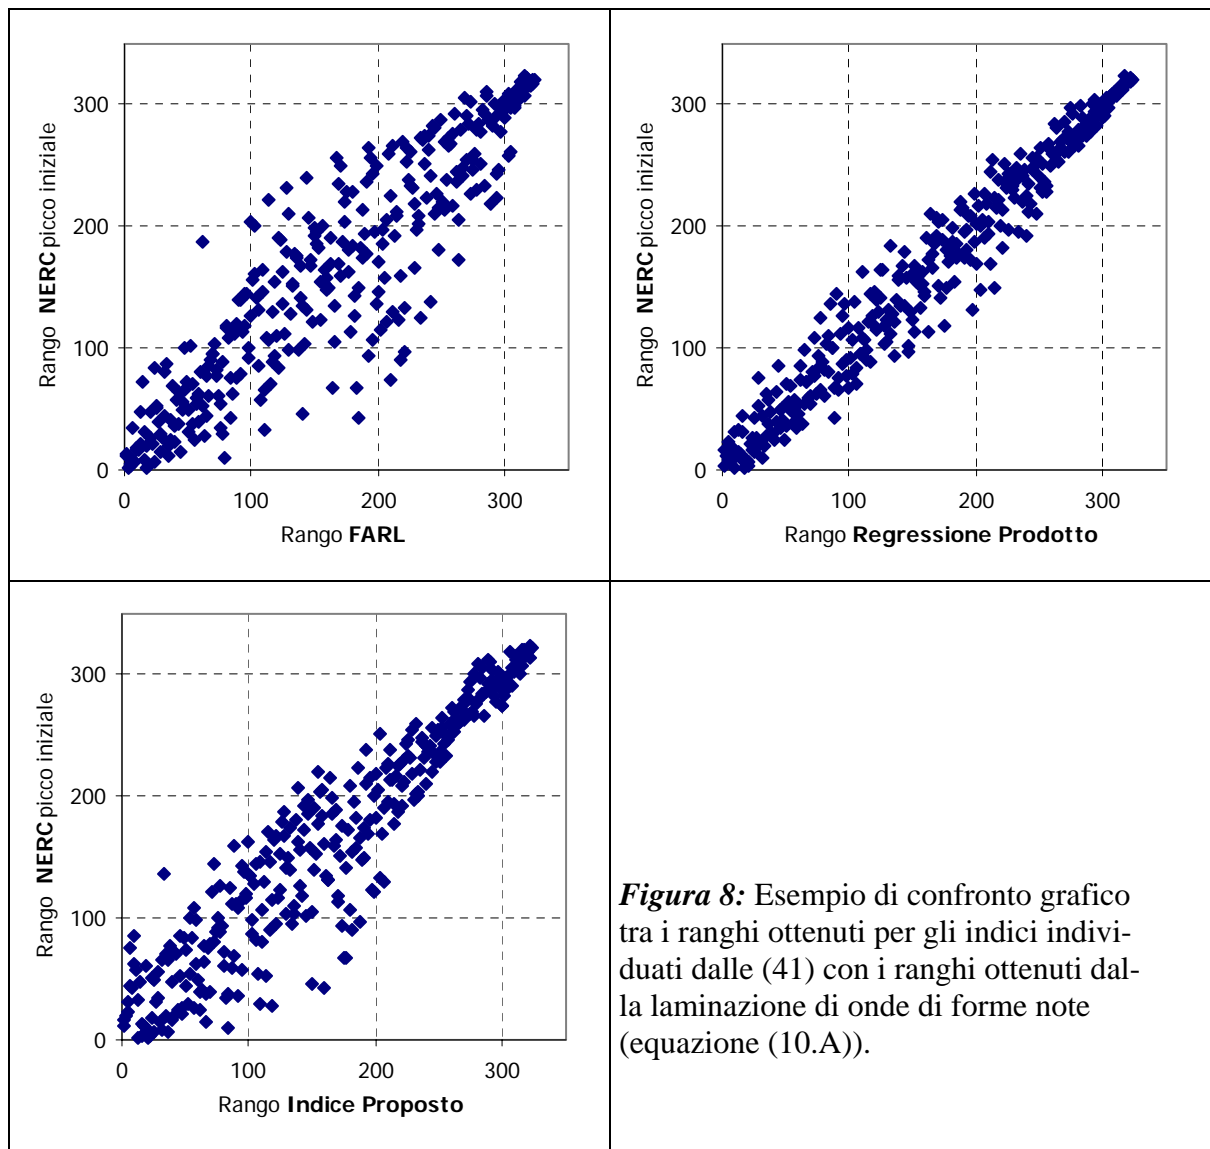 300
200
100
0
0
100
200
300
Rango NERC picco iniziale
Rango FARL
300
200
100
0
0
100
200
300
Rango NERC picco iniziale
Rango Regressione Prodotto
300
200
100
0
0
100
200
300
Rango NERC picco iniziale
Rango Indice Proposto
Figura 8: Esempio di confronto grafico
tra i ranghi ottenuti per gli indici indivi-
duati dalle (41) con i ranghi ottenuti dal-
la laminazione di onde di forme note
(equazione (10.A)).